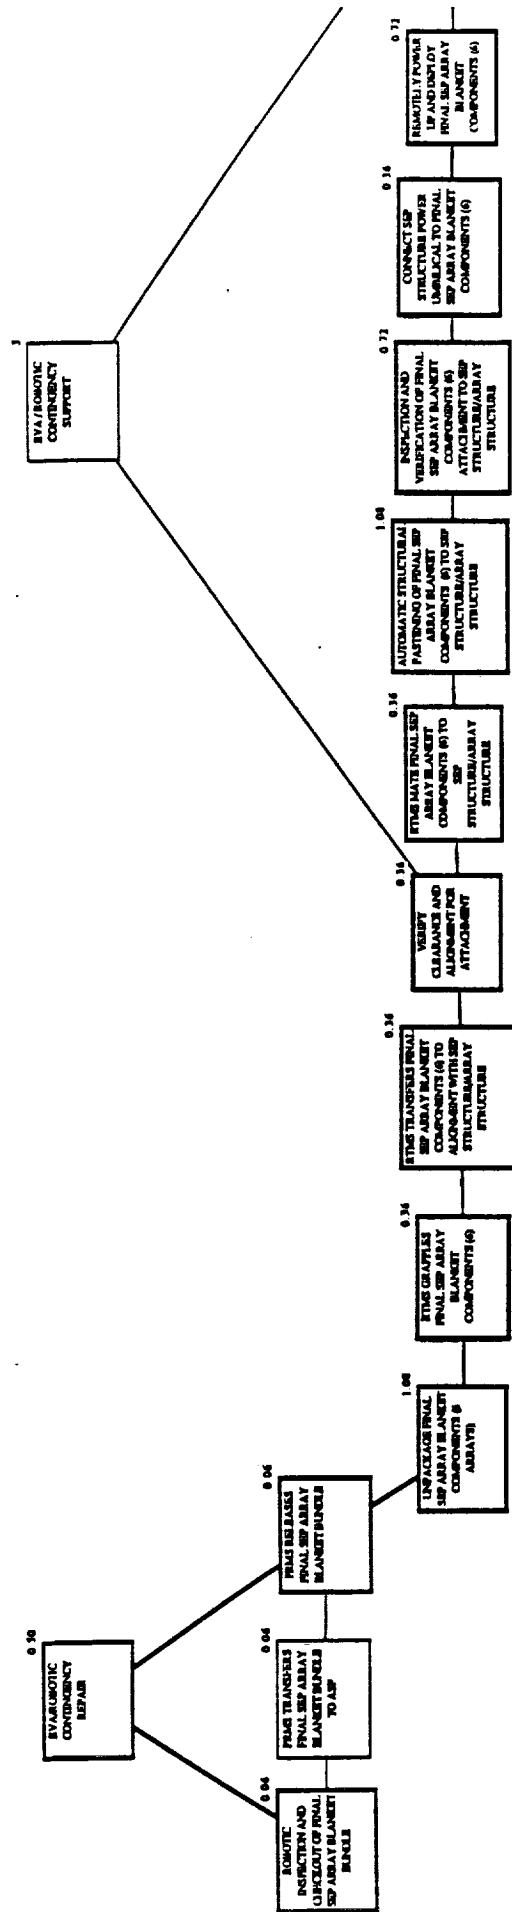 0.50
EVA/ROBOTIC
CONTINGENCY
REPAIR
0.06
ROBOTIC
INSPECTION AND
CHECKOUT OF FINAL
SEP ARRAY BLANKET
BUNDLE
0.06
PRMS TRANSFERS
FINAL SEP ARRAY
BLANKET BUNDLE
TO ASF
0.06
PRMS RELEASES
FINAL SEP ARRAY
BLANKET BUNDLE
1.08
UNPACKAGE FINAL
SEP ARRAY BLANKET
COMPONENTS (6
ARRAYS)
0.36
RTMS GRAPPLES
FINAL SEP ARRAY
BLANKET
COMPONENTS (6)
0.36
RTMS TRANSFERS FINAL
SEP ARRAY BLANKET
COMPONENTS (6) TO
ALIGNMENT WITH SEP
STRUCTURE/ARRAY
STRUCTURE
0.36
VERIFY
CLEARANCE AND
ALIGNMENT FOR
ATTACHMENT
3
EVA / ROBOTIC
CONTINGENCY
SUPPORT
0.36
RTMS MATE FINAL SEP
ARRAY BLANKET
COMPONENTS (6) TO
SEP
STRUCTURE/ARRAY
STRUCTURE
1.08
AUTOMATIC STRUCTURAL
FASTENING OF FINAL SEP
ARRAY BLANKET
COMPONENTS (6) TO SEP
STRUCTURE/ARRAY
STRUCTURE
0.72
INSPECTION AND
VERIFICATION OF FINAL
SEP ARRAY BLANKET
COMPONENTS (6)
ATTACHMENT TO SEP
STRUCTURE/ARRAY
STRUCTURE
0.36
CONNECT SEP
STRUCTURE POWER
UMBILICAL TO FINAL
SEP ARRAY BLANKET
COMPONENTS (6)
0.72
REMOTELY POWER
UP AND DEPLOY
FINAL SEP ARRAY
BLANKET
COMPONENTS (6)